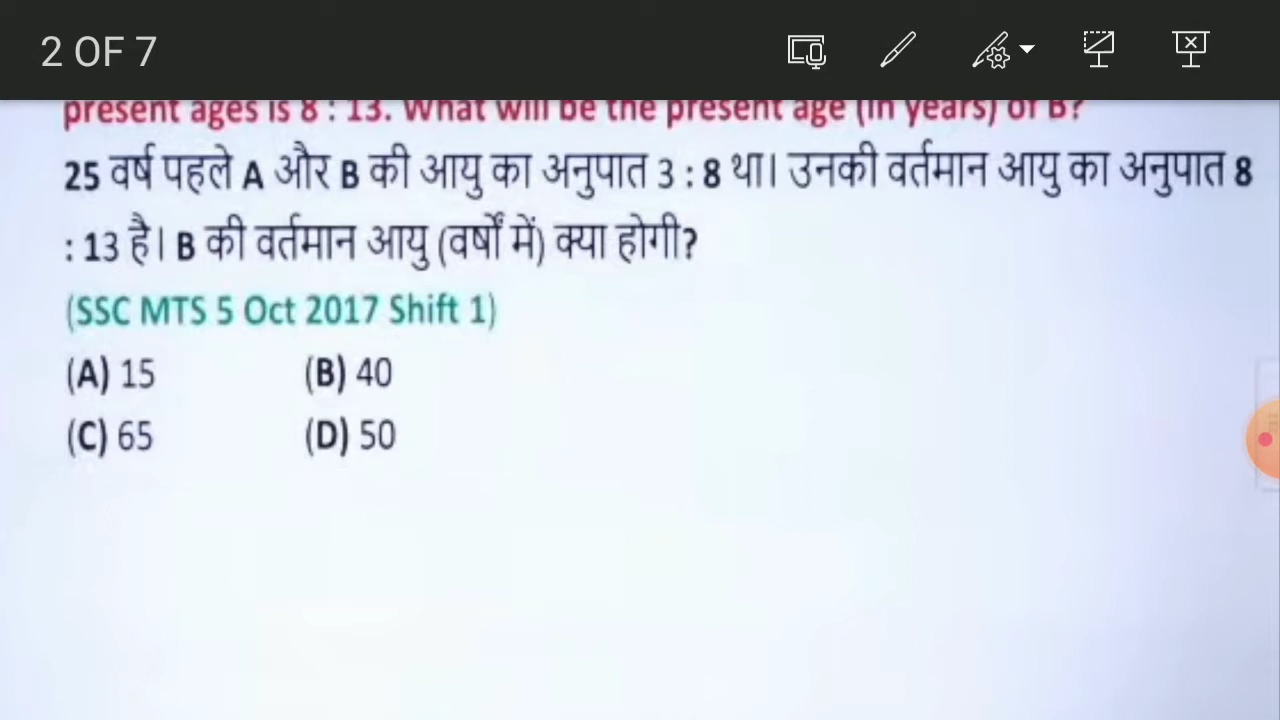 2 OF 7
present ages is 8 : 13. What will be the present age (in years) of B?
25 वर्ष पहले A और B की आयु का अनुपात 3 : 8 था। उनकी वर्तमान आयु का अनुपात 8
: 13 है। B की वर्तमान आयु (वर्षों में) क्या होगी?
(SSC MTS 5 Oct 2017 Shift 1)
(A) 15 (B) 40
(C) 65 (D) 50